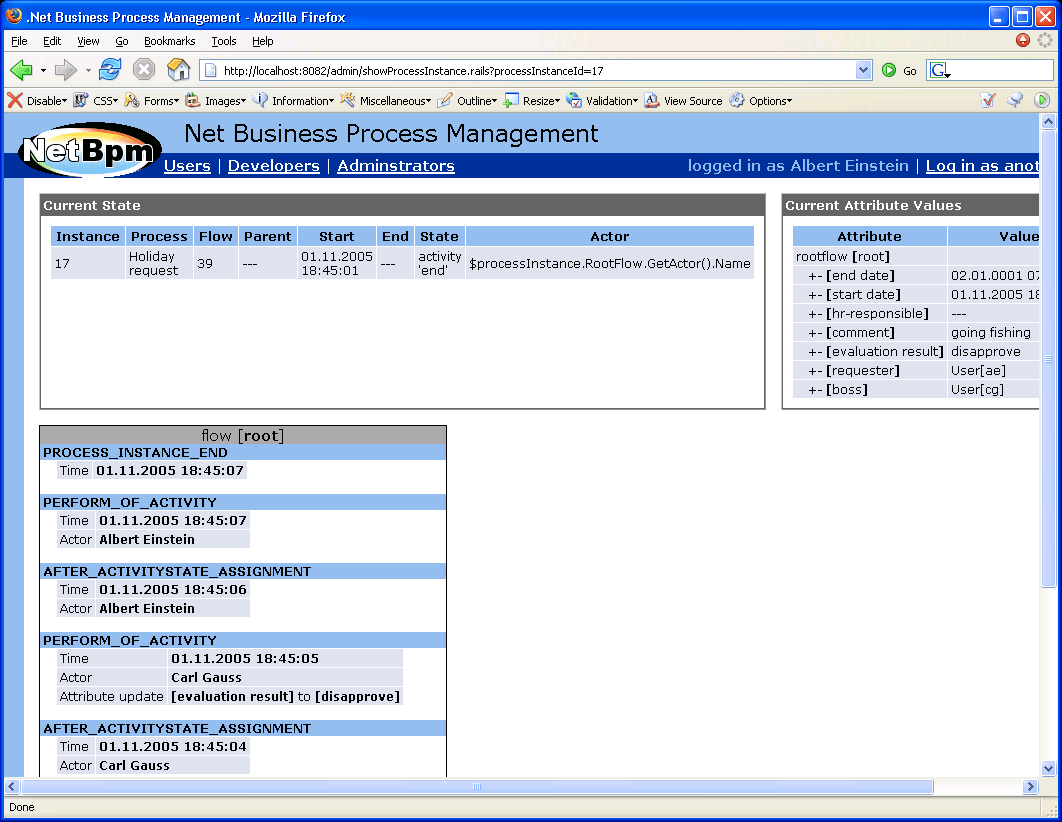 .Net Business Process Management - Mozilla Firefox
File Edit View Go Bookmarks Tools Help
http://localhost:8082/admin/showProcessInstance.rails?processInstanceId=17 Go G
Disable CSS Forms Images Information Miscellaneous Outline Resize Validation View Source Options
NetBpm
Net Business Process Management
Users | Developers | Adminstrators logged in as Albert Einstein | Log in as anot
Current State
Instance Process Flow Parent Start End State Actor
17 Holiday request 39 --- 01.11.2005 18:45:01 --- activity 'end' $processInstance.RootFlow.GetActor().Name
Current Attribute Values
Attribute Value
rootflow [root]
+- [end date] 02.01.0001 07
+- [start date] 01.11.2005 18
+- [hr-responsible] ---
+- [comment] going fishing
+- [evaluation result] disapprove
+- [requester] User[ae]
+- [boss] User[cg]
flow [root]
PROCESS_INSTANCE_END
Time 01.11.2005 18:45:07
PERFORM_OF_ACTIVITY
Time 01.11.2005 18:45:07
Actor Albert Einstein
AFTER_ACTIVITYSTATE_ASSIGNMENT
Time 01.11.2005 18:45:06
Actor Albert Einstein
PERFORM_OF_ACTIVITY
Time 01.11.2005 18:45:05
Actor Carl Gauss
Attribute update [evaluation result] to [disapprove]
AFTER_ACTIVITYSTATE_ASSIGNMENT
Time 01.11.2005 18:45:04
Actor Carl Gauss
Done